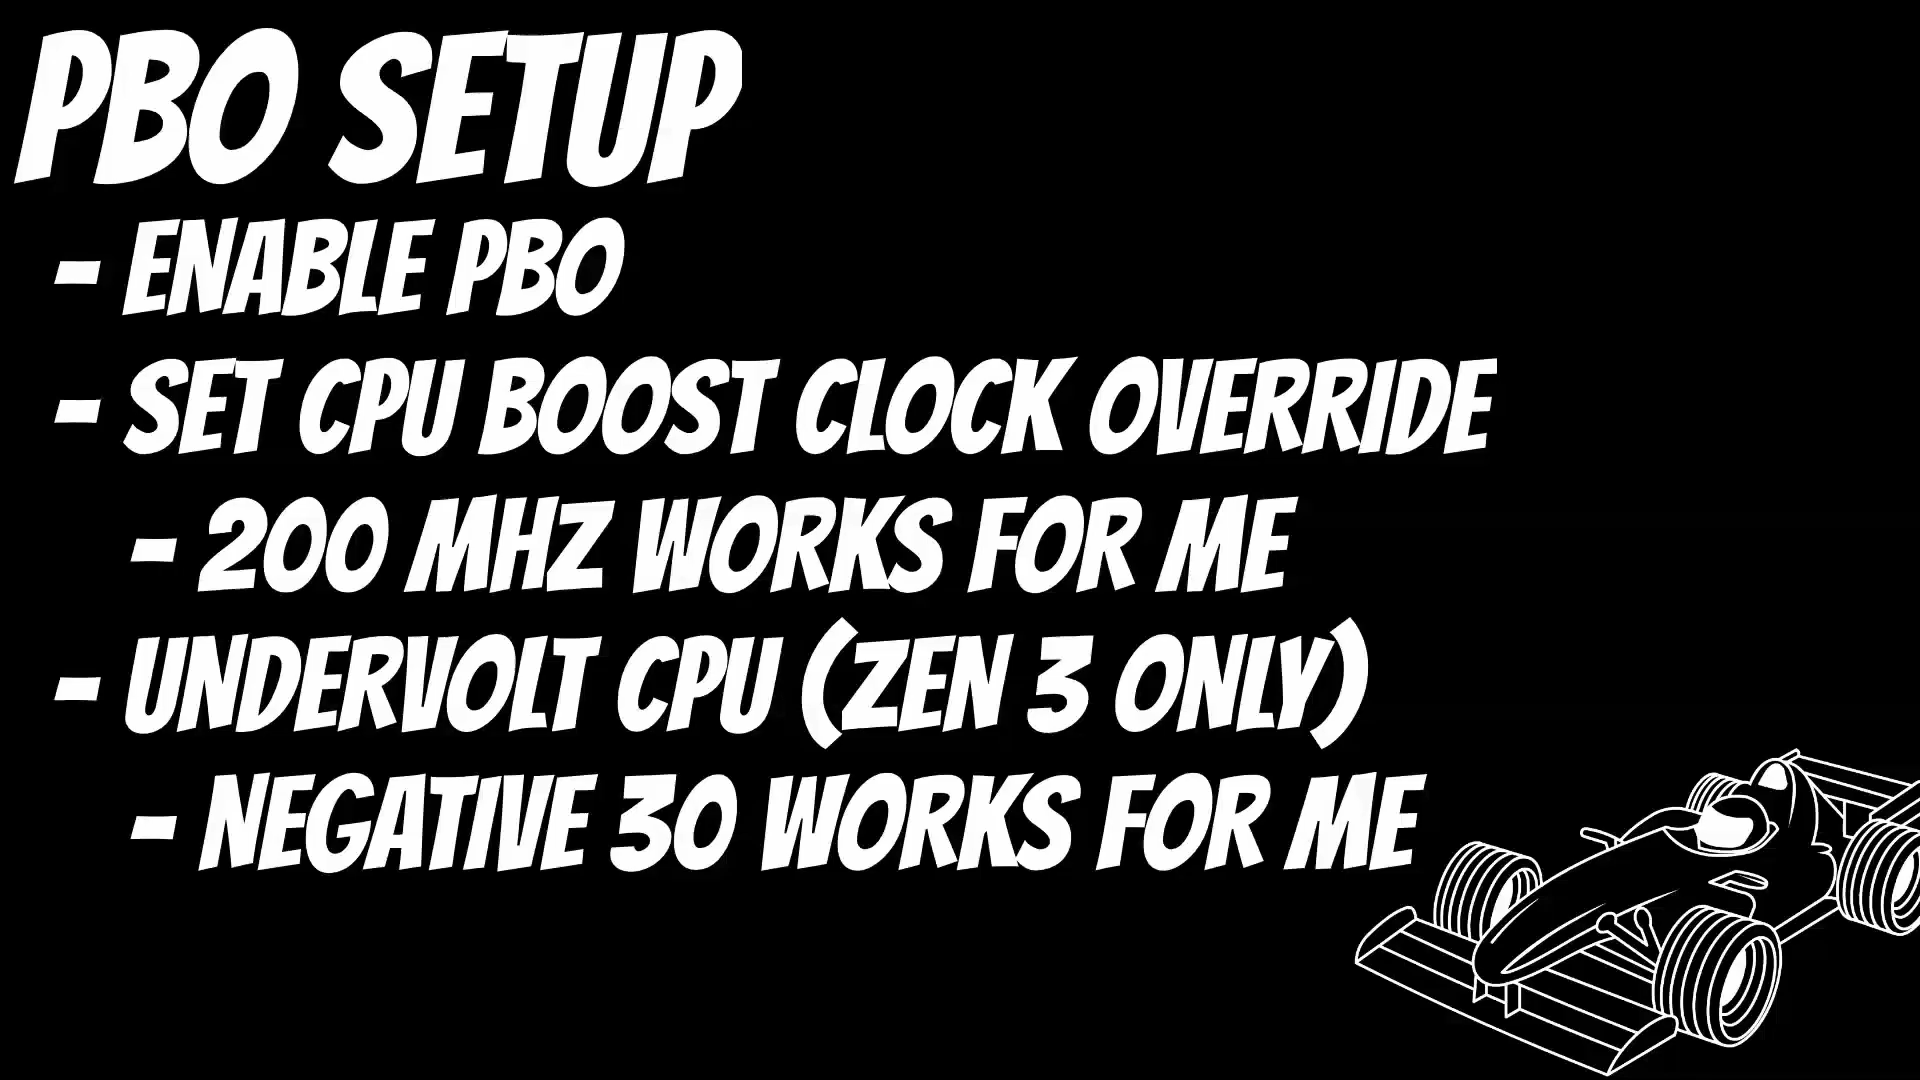 PBO SETUP
- ENABLE PBO
- SET CPU BOOST CLOCK OVERRIDE
- 200 MHZ WORKS FOR ME
- UNDERVOLT CPU (ZEN 3 ONLY)
- NEGATIVE 30 WORKS FOR ME